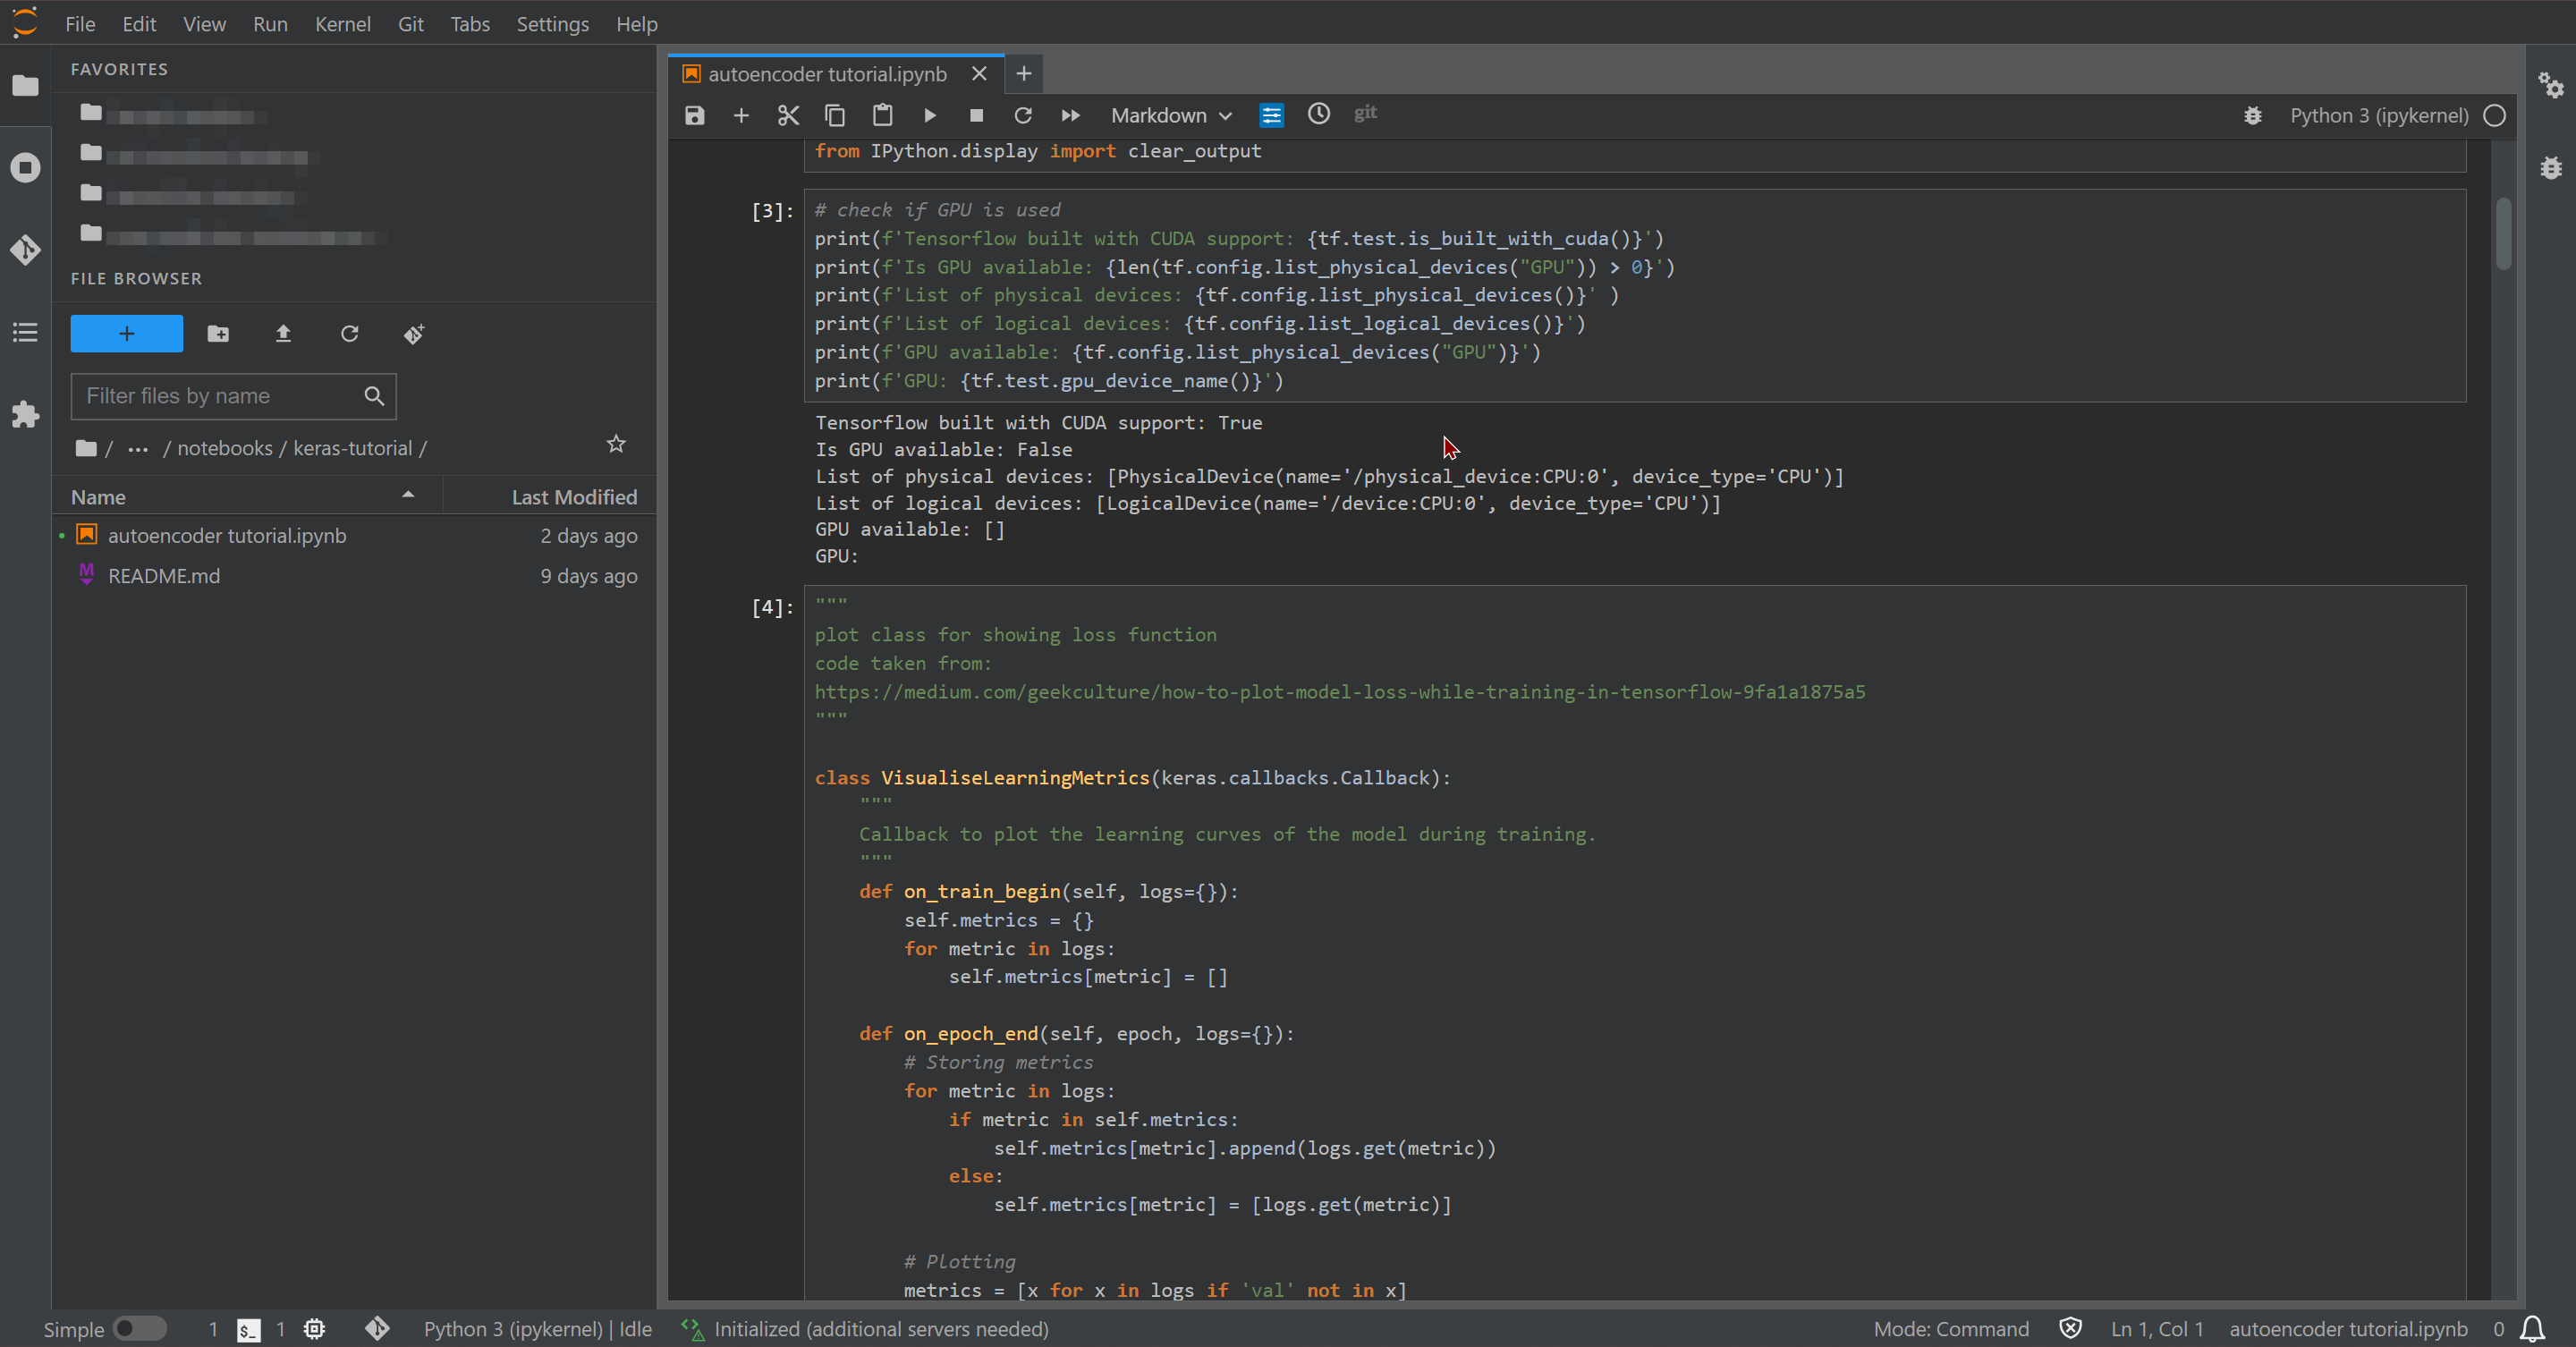 File Edit View Run Kernel Git Tabs Settings Help
FAVORITES
FILE BROWSER
+
Filter files by name
/ ... / notebooks / keras-tutorial /
Name Last Modified
autoencoder tutorial.ipynb 2 days ago
M README.md 9 days ago
autoencoder tutorial.ipynb
Markdown git Python 3 (ipykernel)
from IPython.display import clear_output
[3]:
# check if GPU is used
print(f'Tensorflow built with CUDA support: {tf.test.is_built_with_cuda()}')
print(f'Is GPU available: {len(tf.config.list_physical_devices("GPU")) > 0}')
print(f'List of physical devices: {tf.config.list_physical_devices()}' )
print(f'List of logical devices: {tf.config.list_logical_devices()}')
print(f'GPU available: {tf.config.list_physical_devices("GPU")}')
print(f'GPU: {tf.test.gpu_device_name()}')
Tensorflow built with CUDA support: True
Is GPU available: False
List of physical devices: [PhysicalDevice(name='/physical_device:CPU:0', device_type='CPU')]
List of logical devices: [LogicalDevice(name='/device:CPU:0', device_type='CPU')]
GPU available: []
GPU:
[4]:
"""
plot class for showing loss function
code taken from:
https://medium.com/geekculture/how-to-plot-model-loss-while-training-in-tensorflow-9fa1a1875a5
"""
class VisualiseLearningMetrics(keras.callbacks.Callback):
"""
Callback to plot the learning curves of the model during training.
"""
def on_train_begin(self, logs={}):
self.metrics = {}
for metric in logs:
self.metrics[metric] = []
def on_epoch_end(self, epoch, logs={}):
# Storing metrics
for metric in logs:
if metric in self.metrics:
self.metrics[metric].append(logs.get(metric))
else:
self.metrics[metric] = [logs.get(metric)]
# Plotting
metrics = [x for x in logs if 'val' not in x]
Simple 1 $_ 1 Python 3 (ipykernel) | Idle Initialized (additional servers needed) Mode: Command Ln 1, Col 1 autoencoder tutorial.ipynb 0